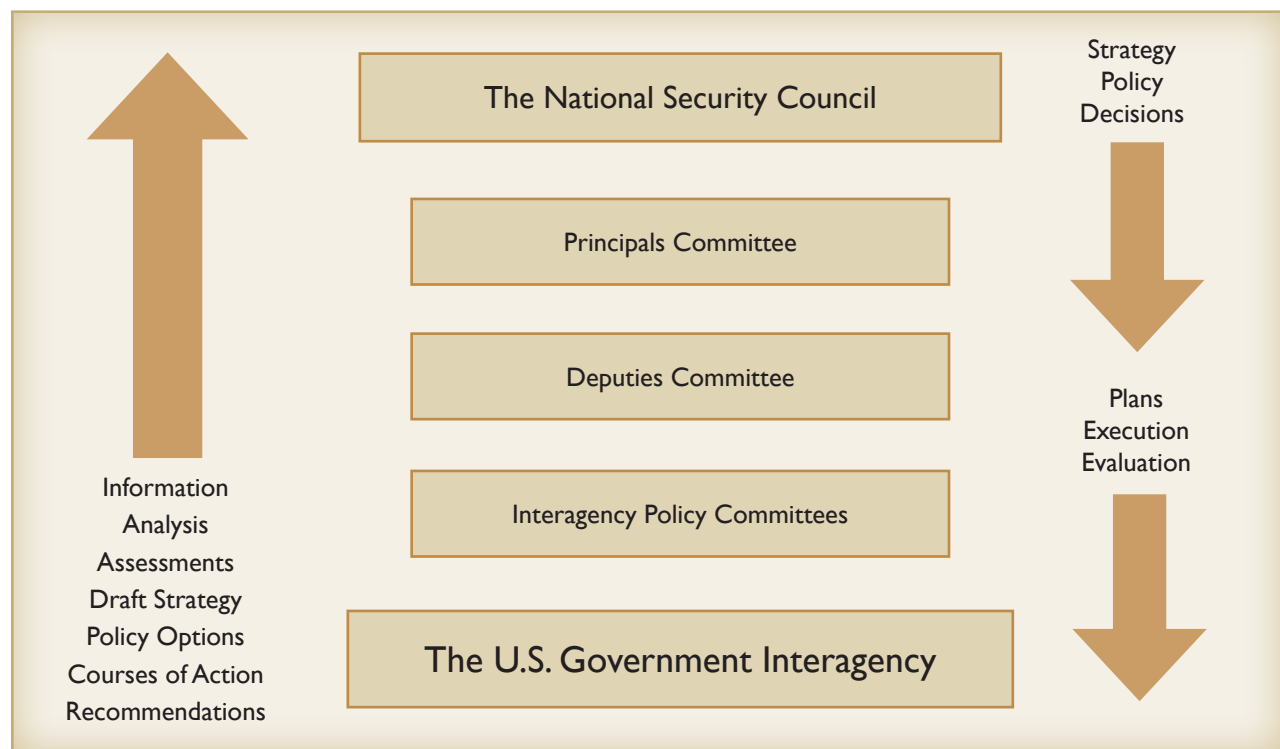 The National Security Council
Principals Committee
Deputies Committee
Interagency Policy Committees
The U.S. Government Interagency
Information
Analysis
Assessments
Draft Strategy
Policy Options
Courses of Action
Recommendations
Strategy
Policy
Decisions
Plans
Execution
Evaluation